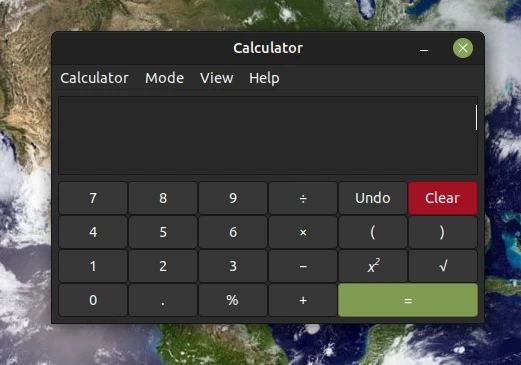 Calculator
Calculator Mode View Help
7 8 9 ÷ Undo Clear
4 5 6 × ( )
1 2 3 − x² √
0 . % + =